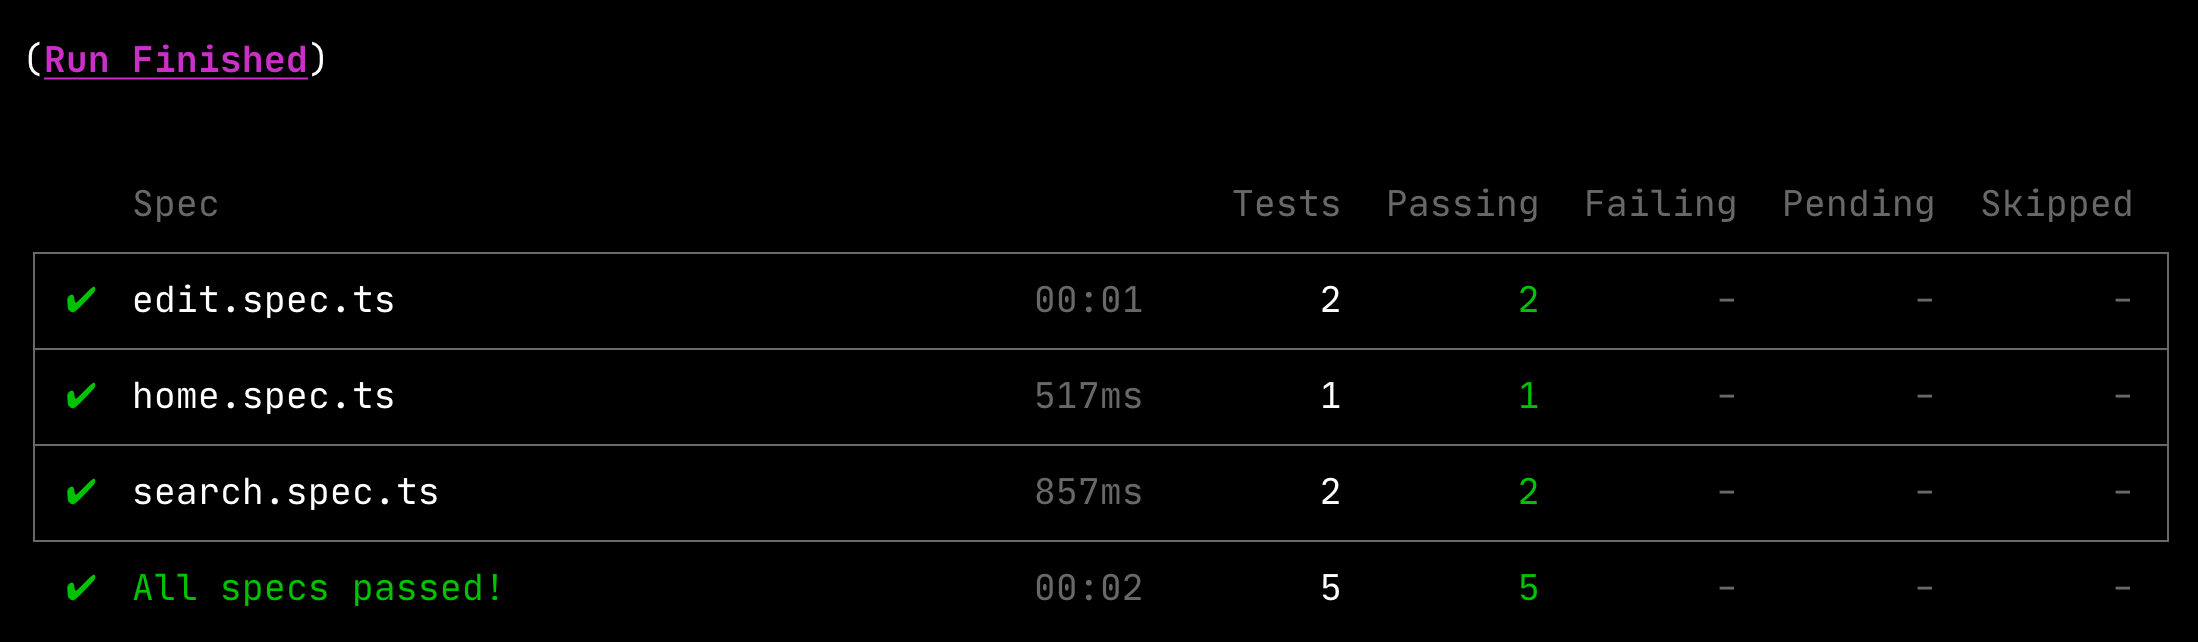 (Run Finished)
Spec Tests Passing Failing Pending Skipped
✔ edit.spec.ts 00:01 2 2 - - -
✔ home.spec.ts 517ms 1 1 - - -
✔ search.spec.ts 857ms 2 2 - - -
✔ All specs passed! 00:02 5 5 - - -